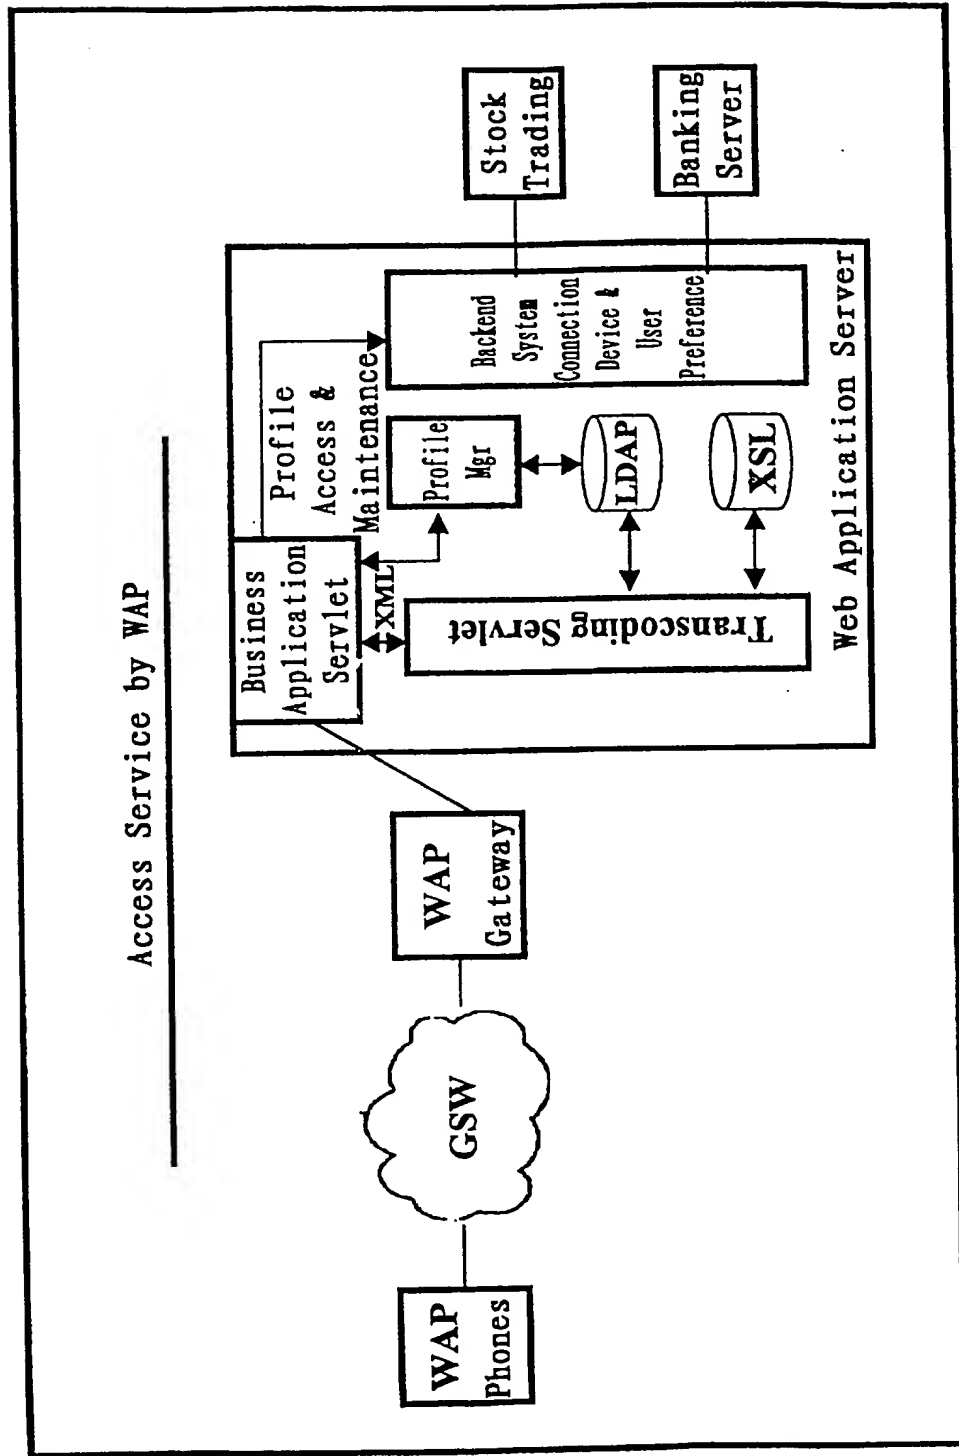 Access Service by WAP
WAP
Phones
GSW
WAP
Gateway
Business
Application
Servlet
Profile
Access &
Maintenance
XML
Profile
Mgr
Transcoding Servlet
LDAP
XSL
Backend
System
Connection
Device &
User
Preference
Web Application Server
Stock
Trading
Banking
Server